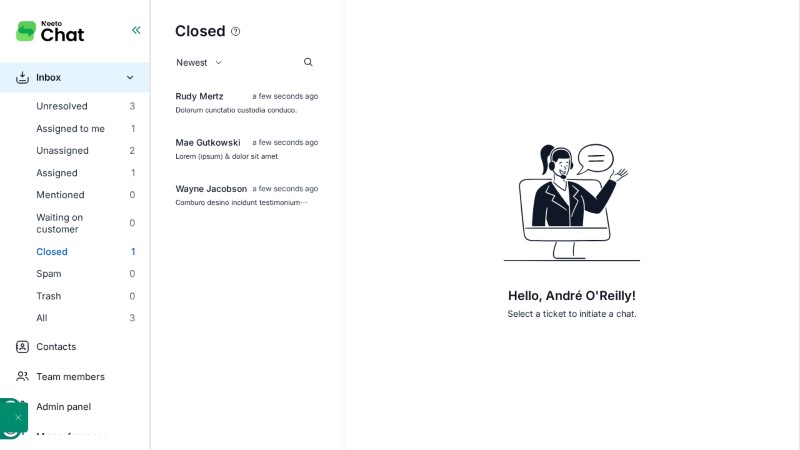 Neeto
Chat
Inbox
Unresolved 3
Assigned to me 1
Unassigned 2
Assigned 1
Mentioned 0
Waiting on
customer 0
Closed 1
Spam 0
Trash 0
All 3
Contacts
Team members
Admin panel
Closed
Newest
Rudy Mertz a few seconds ago
Dolorum cunctatio custodia conduco.
Mae Gutkowski a few seconds ago
Lorem (ipsum) & dolor sit amet
Wayne Jacobson a few seconds ago
Comburo desino incidunt testimonium···
Hello, André O'Reilly!
Select a ticket to initiate a chat.